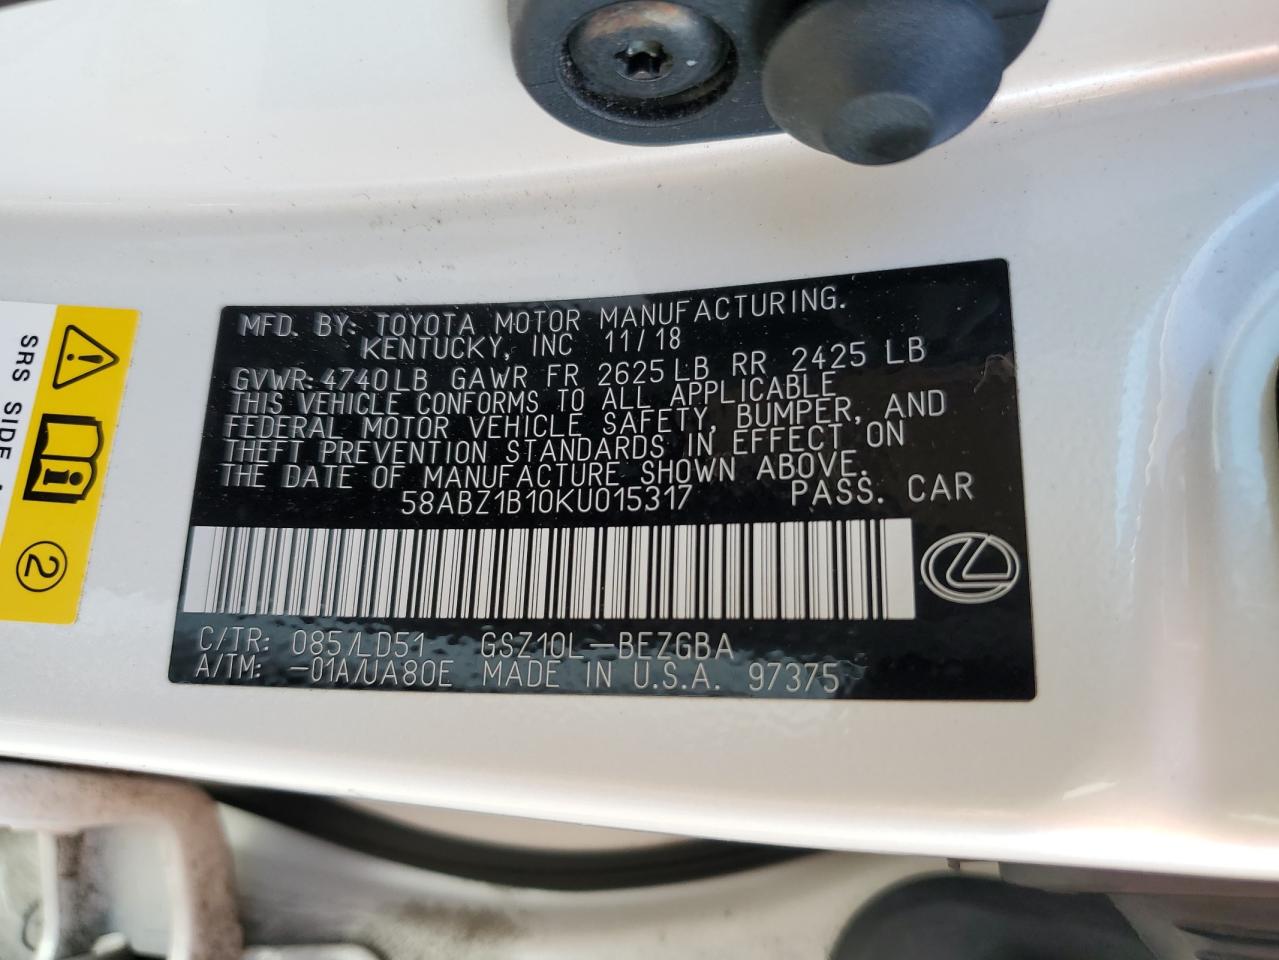 MFD. BY: TOYOTA MOTOR MANUFACTURING.
KENTUCKY, INC 11/18
GVWR 4740LB GAWR FR 2625LB RR 2425 LB
THIS VEHICLE CONFORMS TO ALL APPLICABLE
FEDERAL MOTOR VEHICLE SAFETY, BUMPER, AND
THEFT PREVENTION STANDARDS IN EFFECT ON
THE DATE OF MANUFACTURE SHOWN ABOVE.
58ABZ1B10KU015317 PASS. CAR
C/TR: 085/LD51 GSZ10L-BEZGBA
A/TM: -01A/UA80E MADE IN U.S.A. 97375
SRS SIDE
2